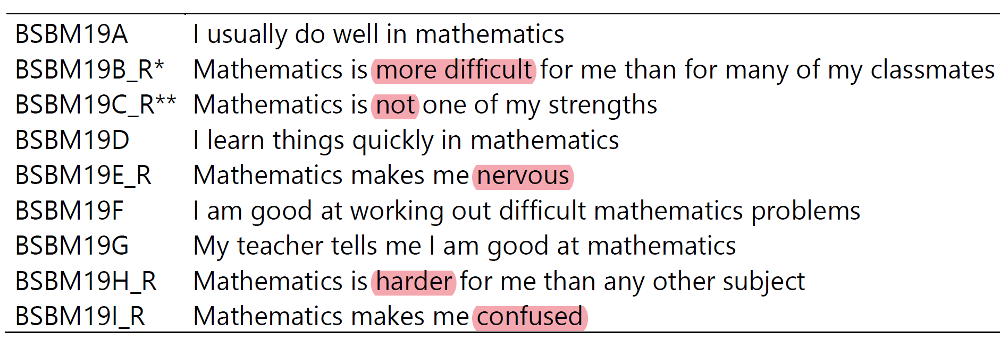 BSBM19A I usually do well in mathematics
BSBM19B_R* Mathematics is more difficult for me than for many of my classmates
BSBM19C_R** Mathematics is not one of my strengths
BSBM19D I learn things quickly in mathematics
BSBM19E_R Mathematics makes me nervous
BSBM19F I am good at working out difficult mathematics problems
BSBM19G My teacher tells me I am good at mathematics
BSBM19H_R Mathematics is harder for me than any other subject
BSBM19I_R Mathematics makes me confused